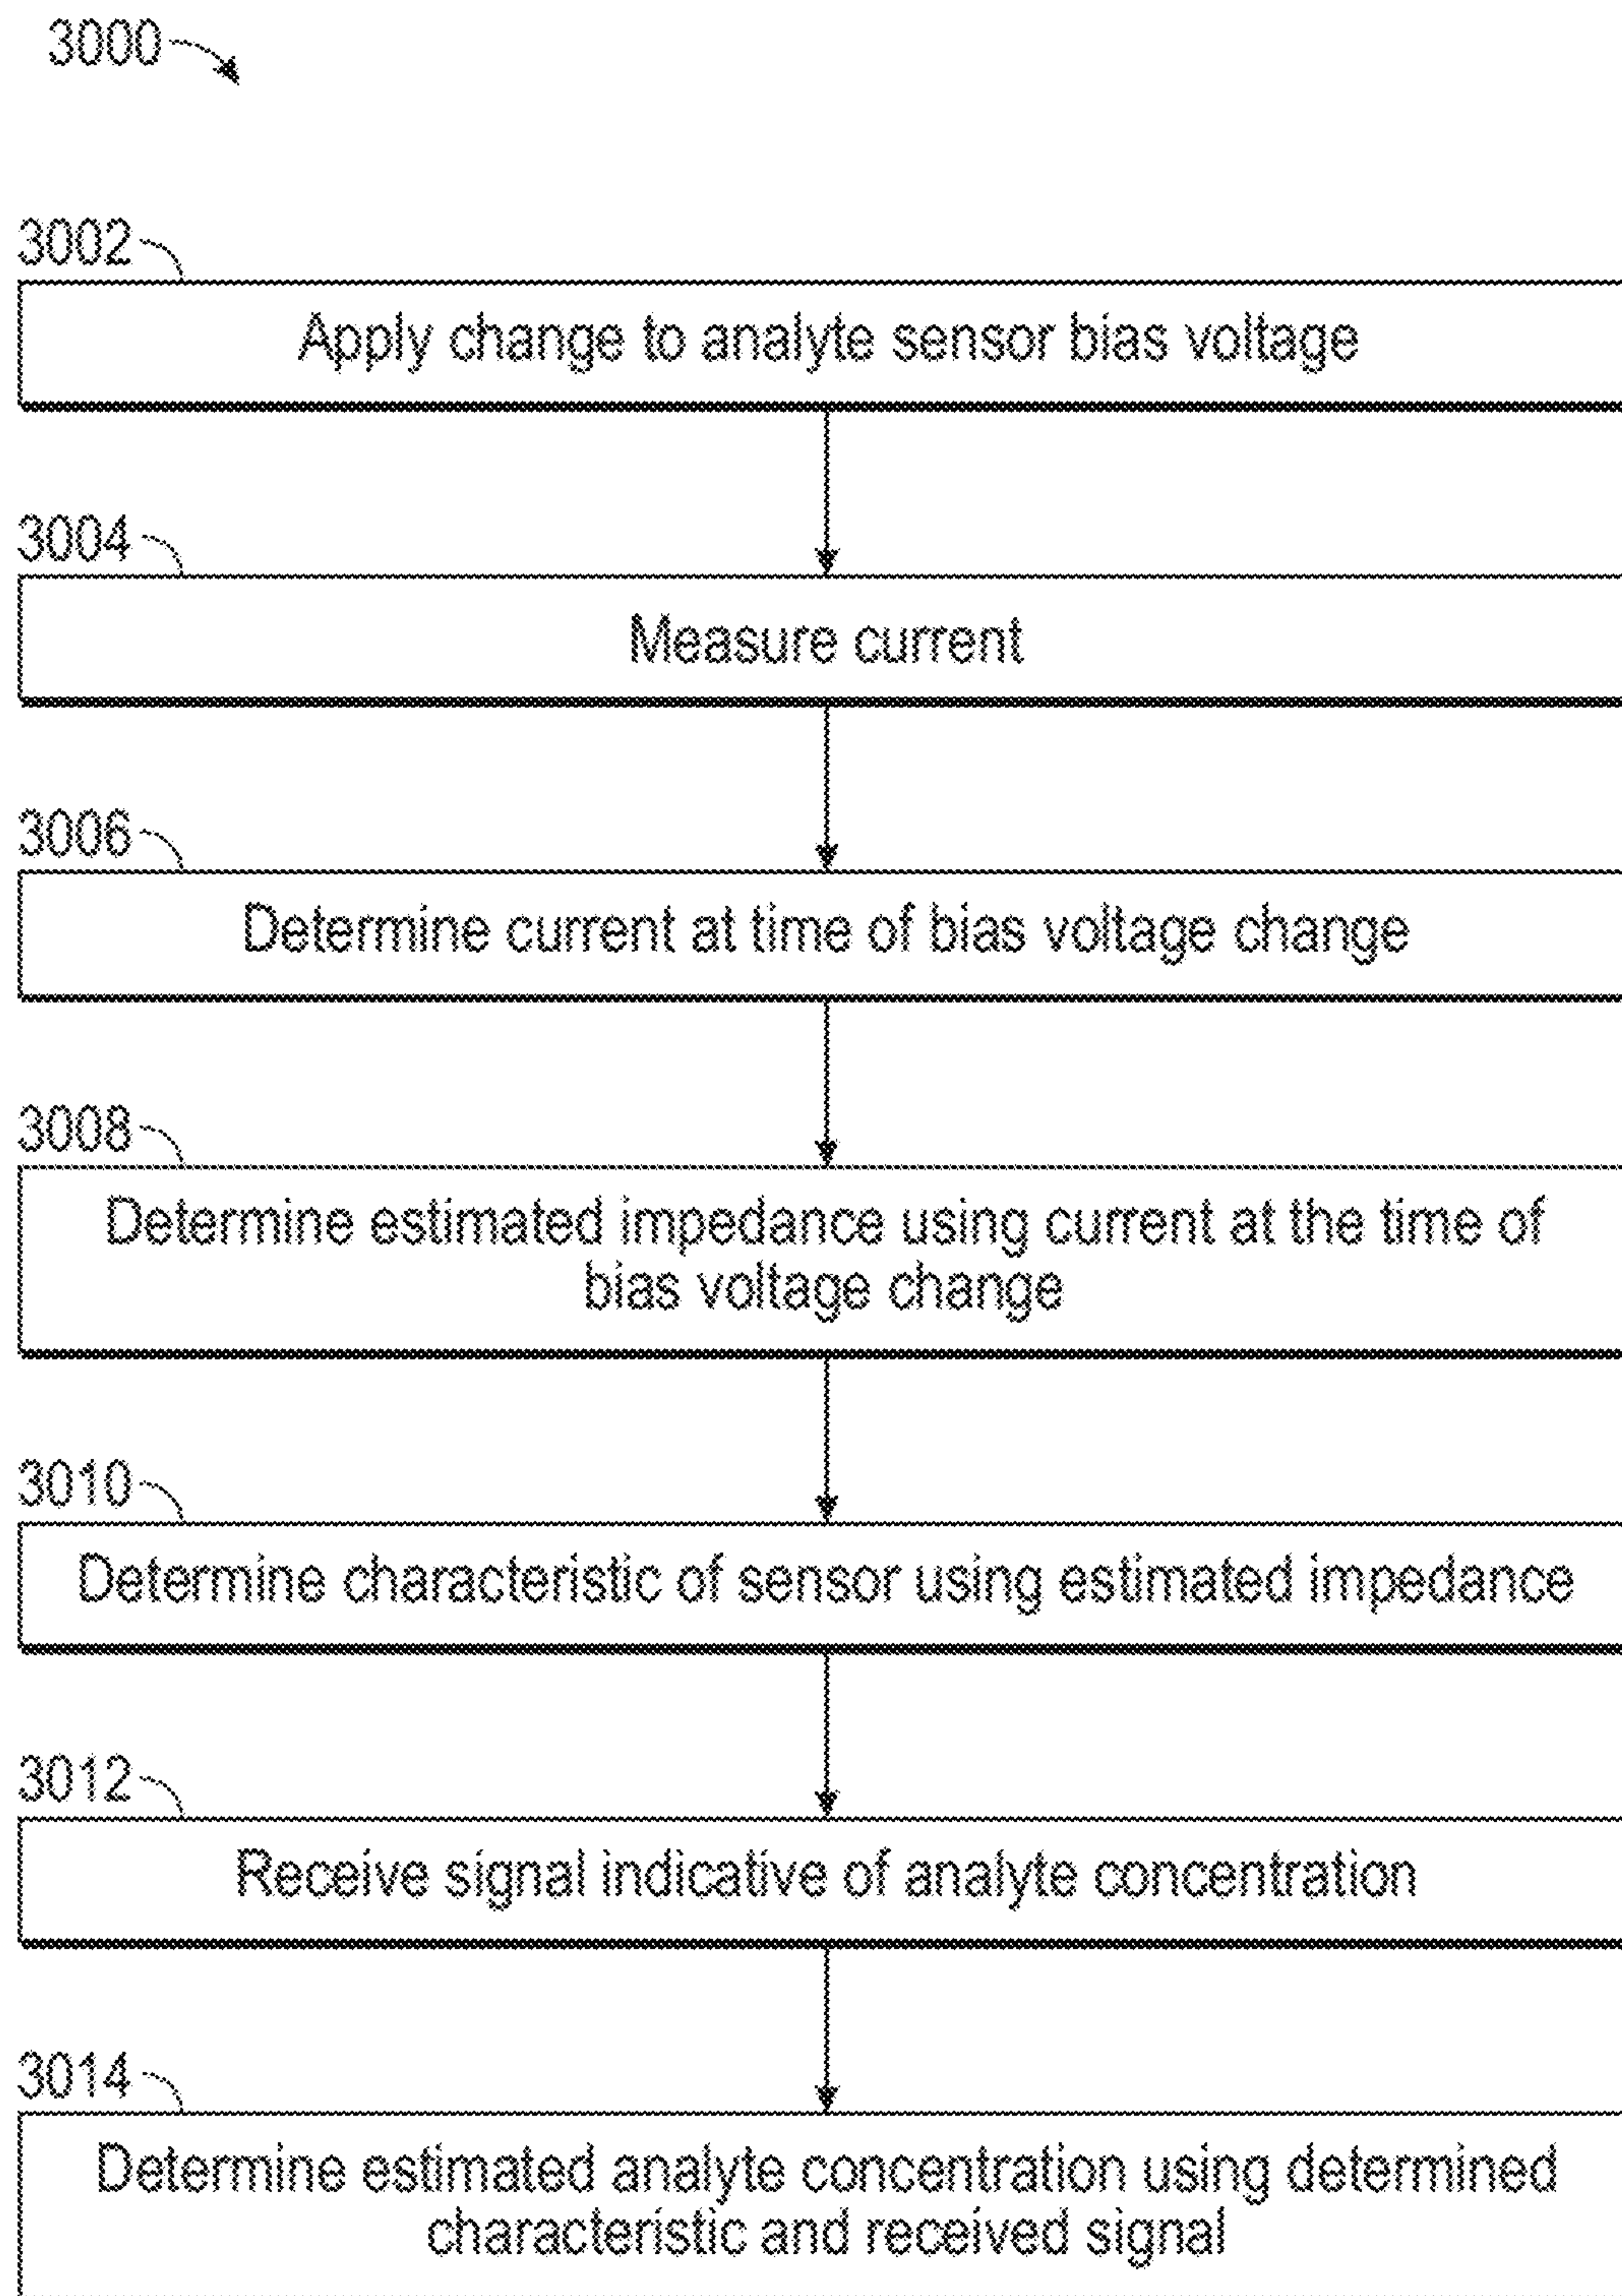 3000
3002
Apply change to analyte sensor bias voltage
3004
Measure current
3006
Determine current at time of bias voltage change
3008
Determine estimated impedance using current at the time of
bias voltage change
3010
Determine characteristic of sensor using estimated impedance
3012
Receive signal indicative of analyte concentration
3014
Determine estimated analyte concentration using determined
characteristic and received signal